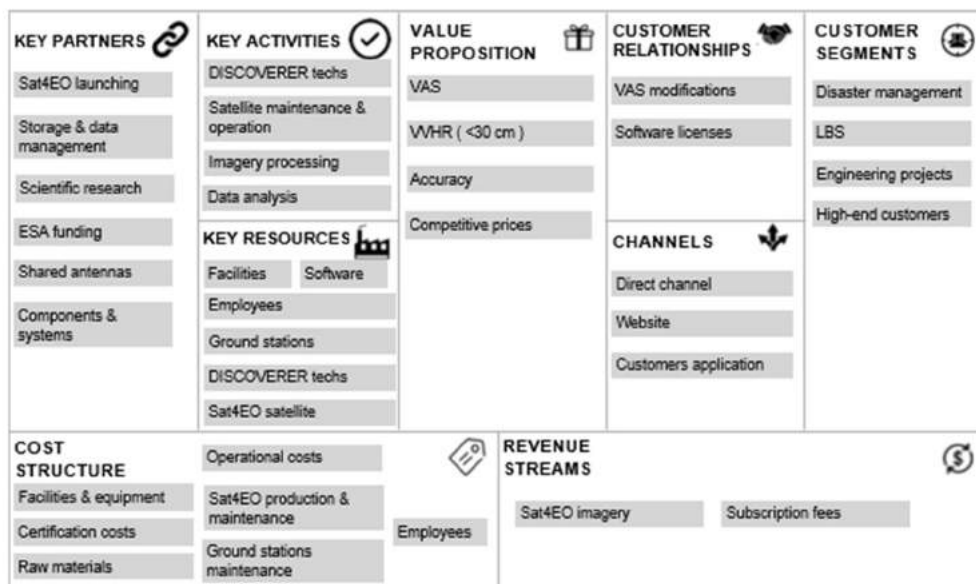 KEY PARTNERS
Sat4EO launching
Storage & data
management
Scientific research
ESA funding
Shared antennas
Components &
systems
KEY ACTIVITIES
DISCOVERER techs
Satellite maintenance &
operation
Imagery processing
Data analysis
KEY RESOURCES
Facilities
Software
Employees
Ground stations
DISCOVERER techs
Sat4EO satellite
VALUE
PROPOSITION
VAS
VVHR ( <30 cm )
Accuracy
Competitive prices
CUSTOMER
RELATIONSHIPS
VAS modifications
Software licenses
CHANNELS
Direct channel
Website
Customers application
CUSTOMER
SEGMENTS
Disaster management
LBS
Engineering projects
High-end customers
COST
STRUCTURE
Facilities & equipment
Certification costs
Raw materials
Operational costs
Sat4EO production &
maintenance
Ground stations
maintenance
Employees
REVENUE
STREAMS
Sat4EO imagery
Subscription fees
$